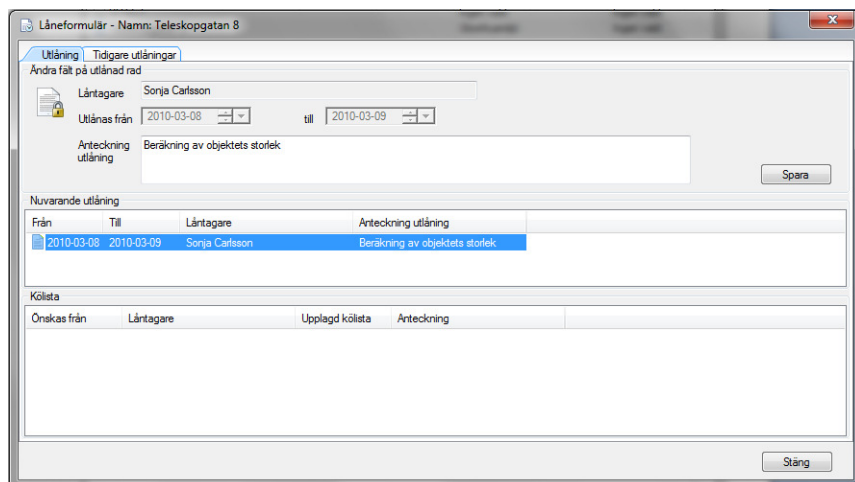 Låneformulär - Namn: Teleskopgatan 8
Utlåning Tidigare utlåningar
Ändra fält på utlånad rad
Låntagare Sonja Carlsson
Utlånas från 2010-03-08 till 2010-03-09
Anteckning utlåning Beräkning av objektets storlek
Spara
Nuvarande utlåning
Från Till Låntagare Anteckning utlåning
2010-03-08 2010-03-09 Sonja Carlsson Beräkning av objektets storlek
Kölista
Önskas från Låntagare Upplagd kölista Anteckning
Stäng